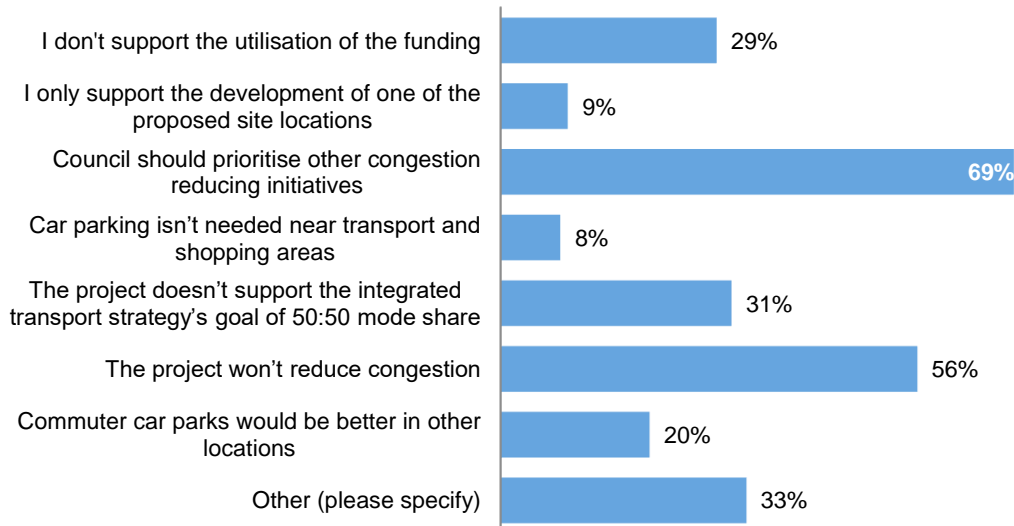 I don't support the utilisation of the funding
29%
I only support the development of one of the
proposed site locations
9%
Council should prioritise other congestion
reducing initiatives
69%
Car parking isn’t needed near transport and
shopping areas
8%
The project doesn’t support the integrated
transport strategy’s goal of 50:50 mode share
31%
The project won’t reduce congestion
56%
Commuter car parks would be better in other
locations
20%
Other (please specify)
33%